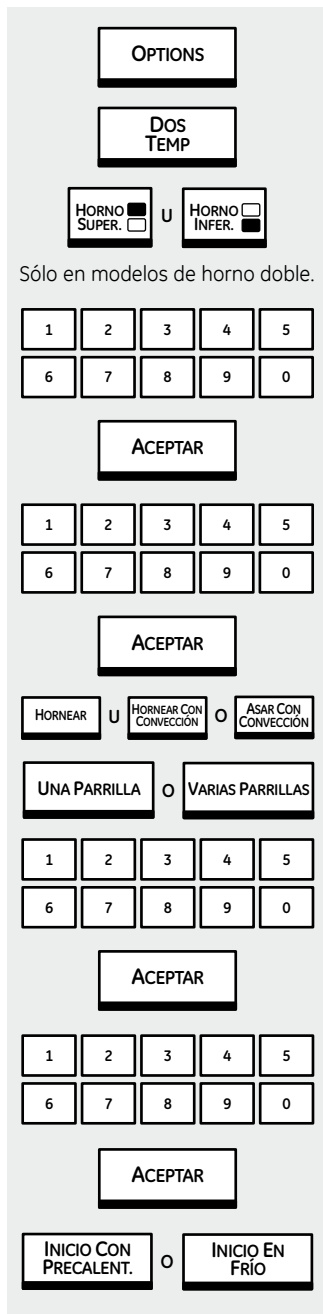 OPTIONS
DOS
TEMP
HORNO
SUPER.
U
HORNO
INFER.
Sólo en modelos de horno doble.
1 2 3 4 5
6 7 8 9 0
ACEPTAR
1 2 3 4 5
6 7 8 9 0
ACEPTAR
HORNEAR U HORNEAR CON CONVECCIÓN O ASAR CON CONVECCIÓN
UNA PARRILLA O VARIAS PARRILLAS
1 2 3 4 5
6 7 8 9 0
ACEPTAR
1 2 3 4 5
6 7 8 9 0
ACEPTAR
INICIO CON
PRECALENT.
O
INICIO EN
FRÍO